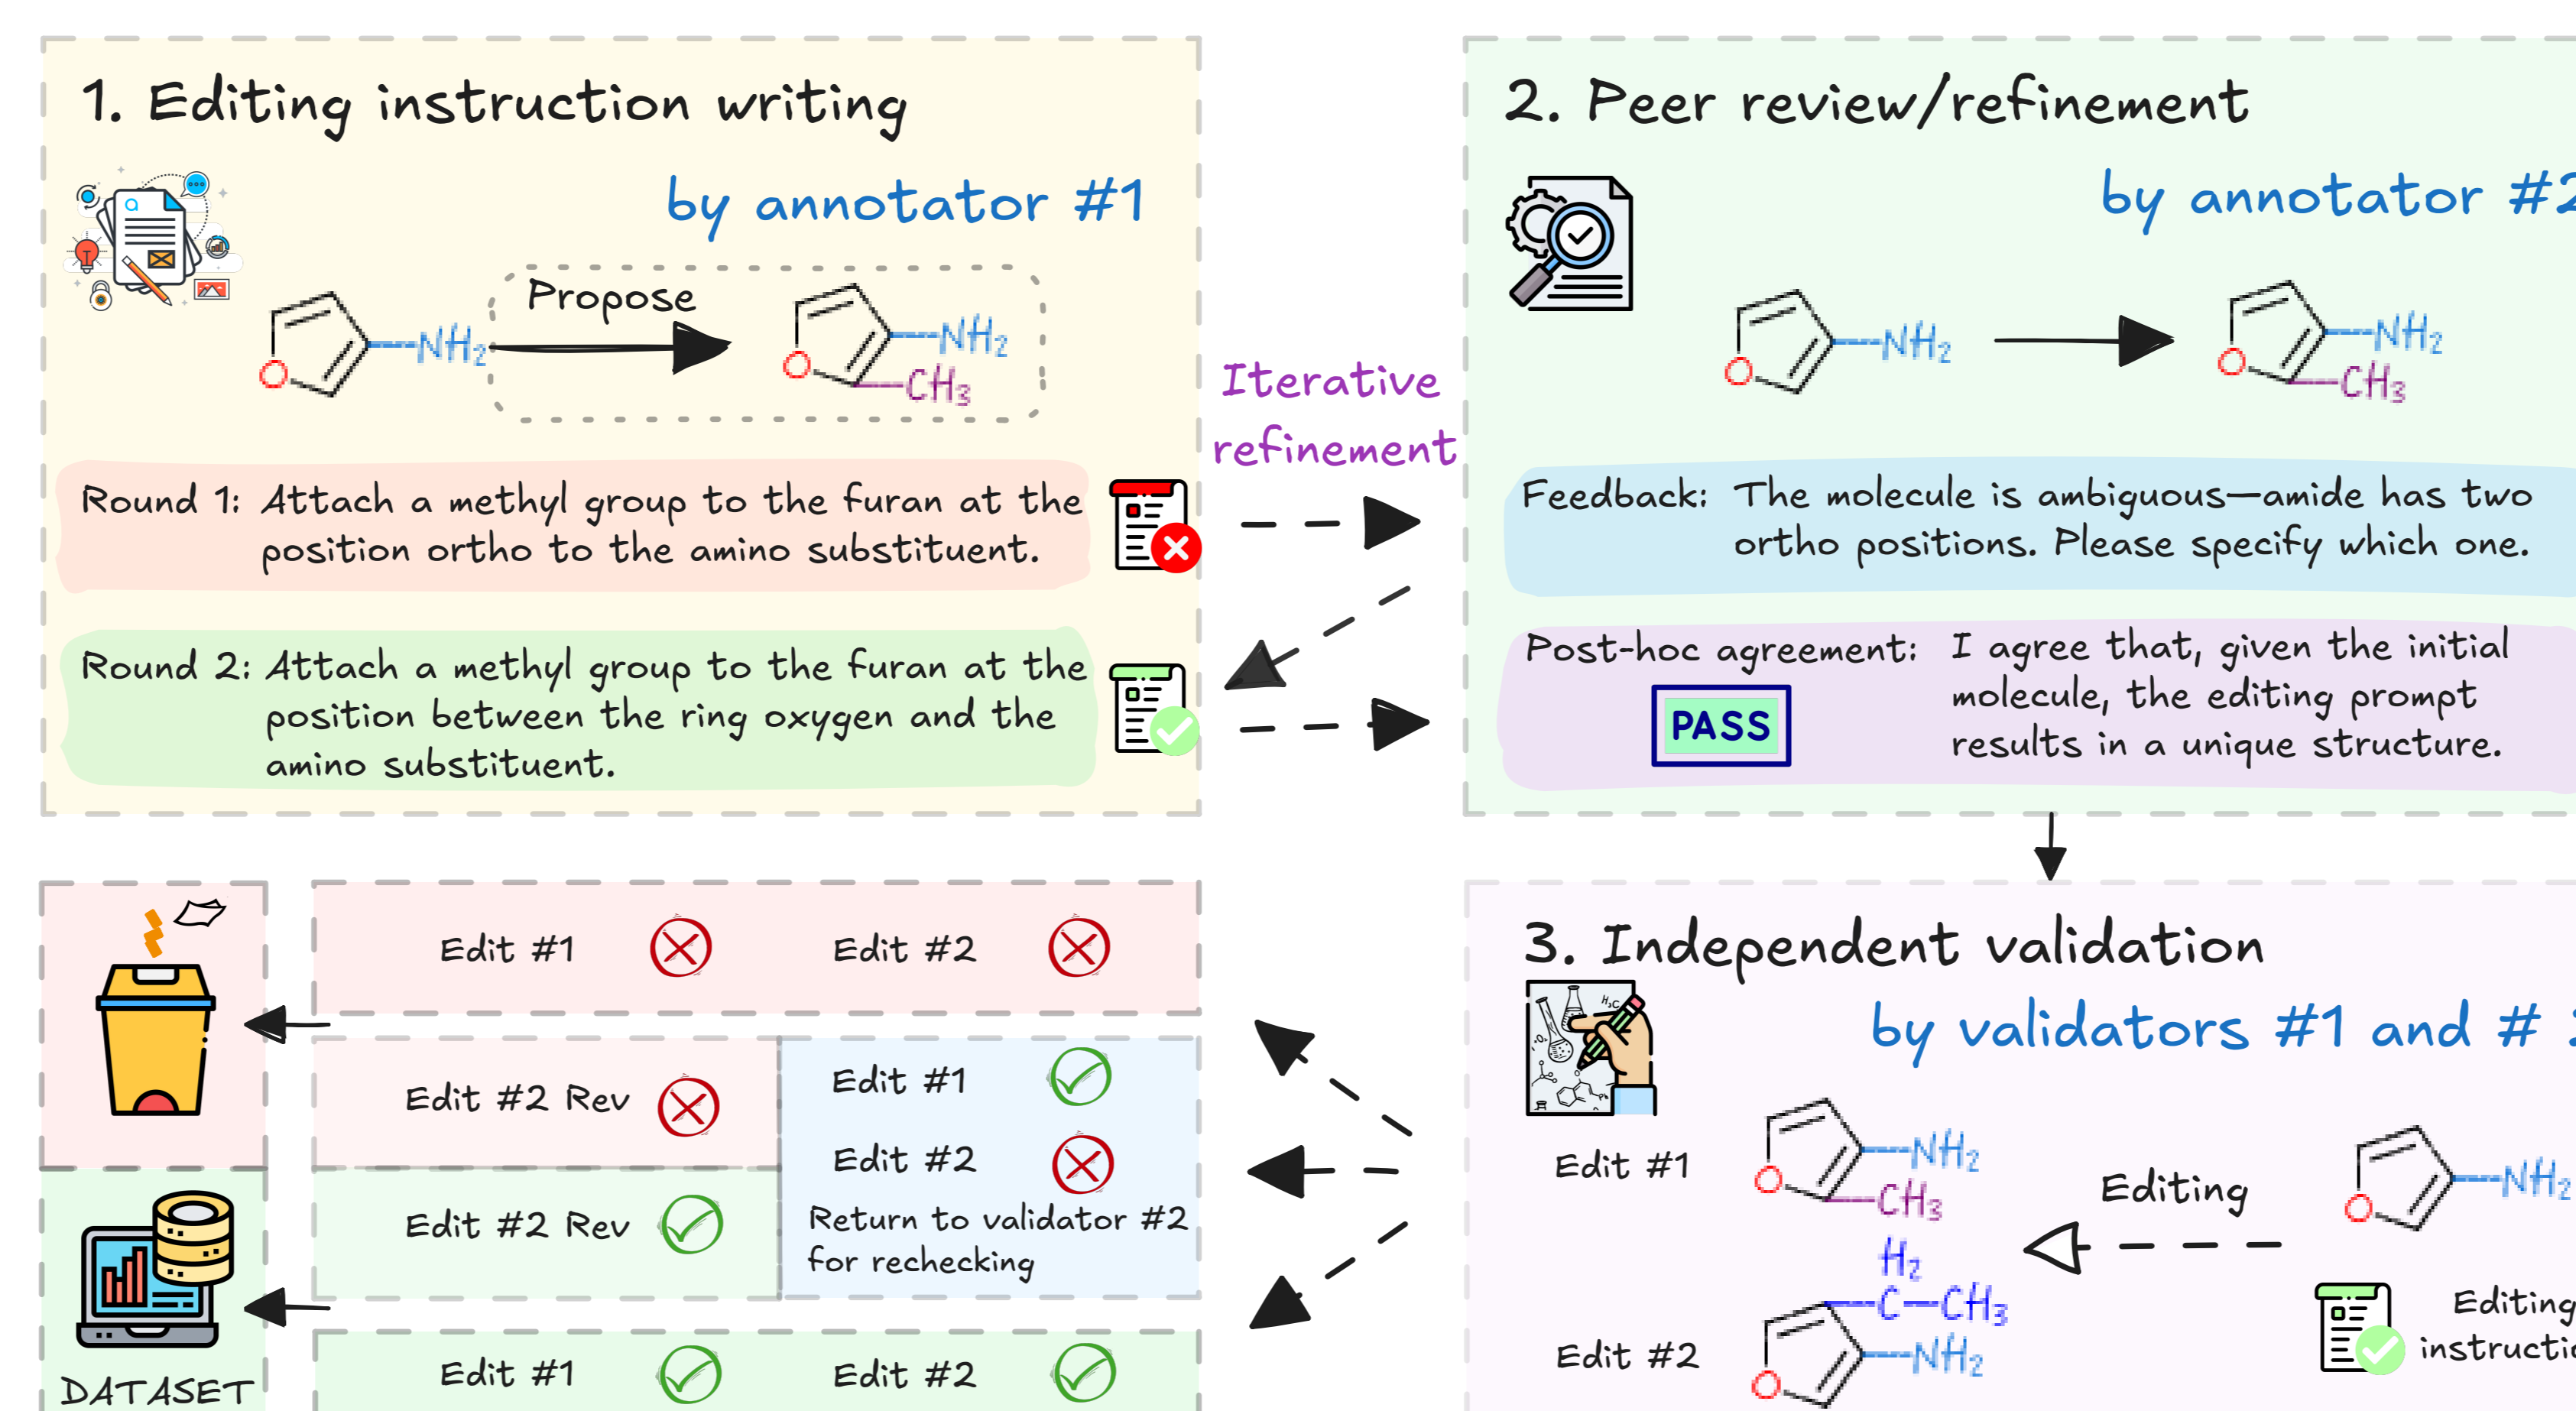 1. Editing instruction writing
by annotator #1
Propose
O
NH2
O
NH2
CH3
Round 1: Attach a methyl group to the furan at the
position ortho to the amino substituent.
Round 2: Attach a methyl group to the furan at the
position between the ring oxygen and the
amino substituent.
Iterative
refinement
2. Peer review/refinement
by annotator #2
O
NH2
O
NH2
CH3
Feedback: The molecule is ambiguous—amide has two
ortho positions. Please specify which one.
Post-hoc agreement: I agree that, given the initial
molecule, the editing prompt
results in a unique structure.
PASS
Edit #1
Edit #2
Edit #2 Rev
Edit #1
Edit #2
Return to validator #2
for rechecking
Edit #2 Rev
Edit #1
Edit #2
DATASET
3. Independent validation
by validators #1 and #
H3C
Edit #1
O
NH2
CH3
Editing
O
NH2
Edit #2
H2
C
CH3
O
NH2
Editing